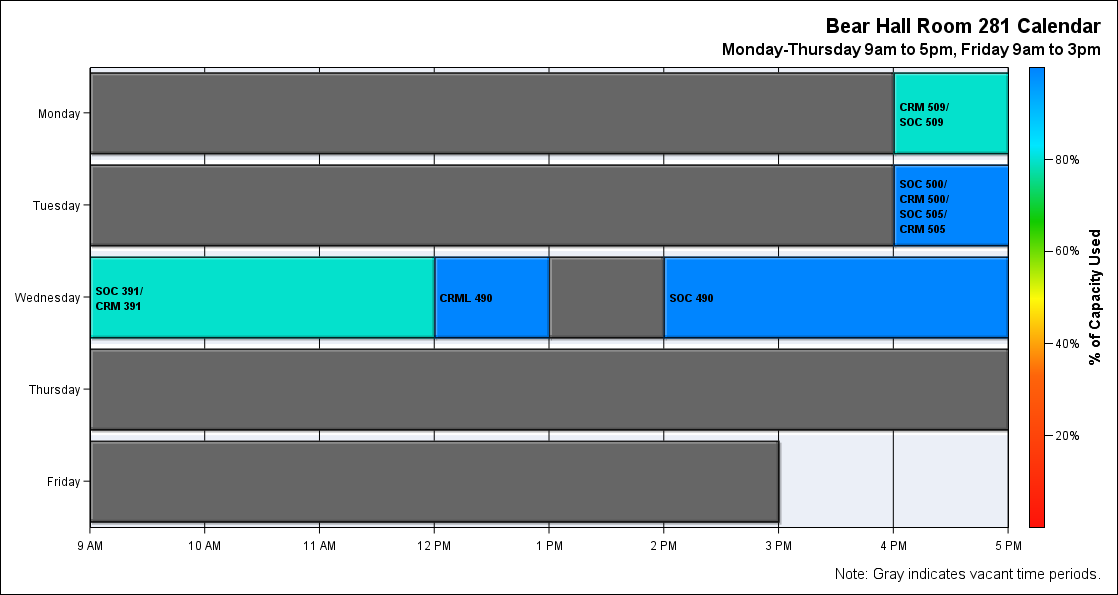 Bear Hall Room 281 Calendar
Monday-Thursday 9am to 5pm, Friday 9am to 3pm
Monday
CRM 509/
SOC 509
Tuesday
SOC 500/
CRM 500/
SOC 505/
CRM 505
Wednesday
SOC 391/
CRM 391
CRML 490
SOC 490
Thursday
Friday
9 AM
10 AM
11 AM
12 PM
1 PM
2 PM
3 PM
4 PM
5 PM
80%
60%
40%
20%
% of Capacity Used
Note: Gray indicates vacant time periods.